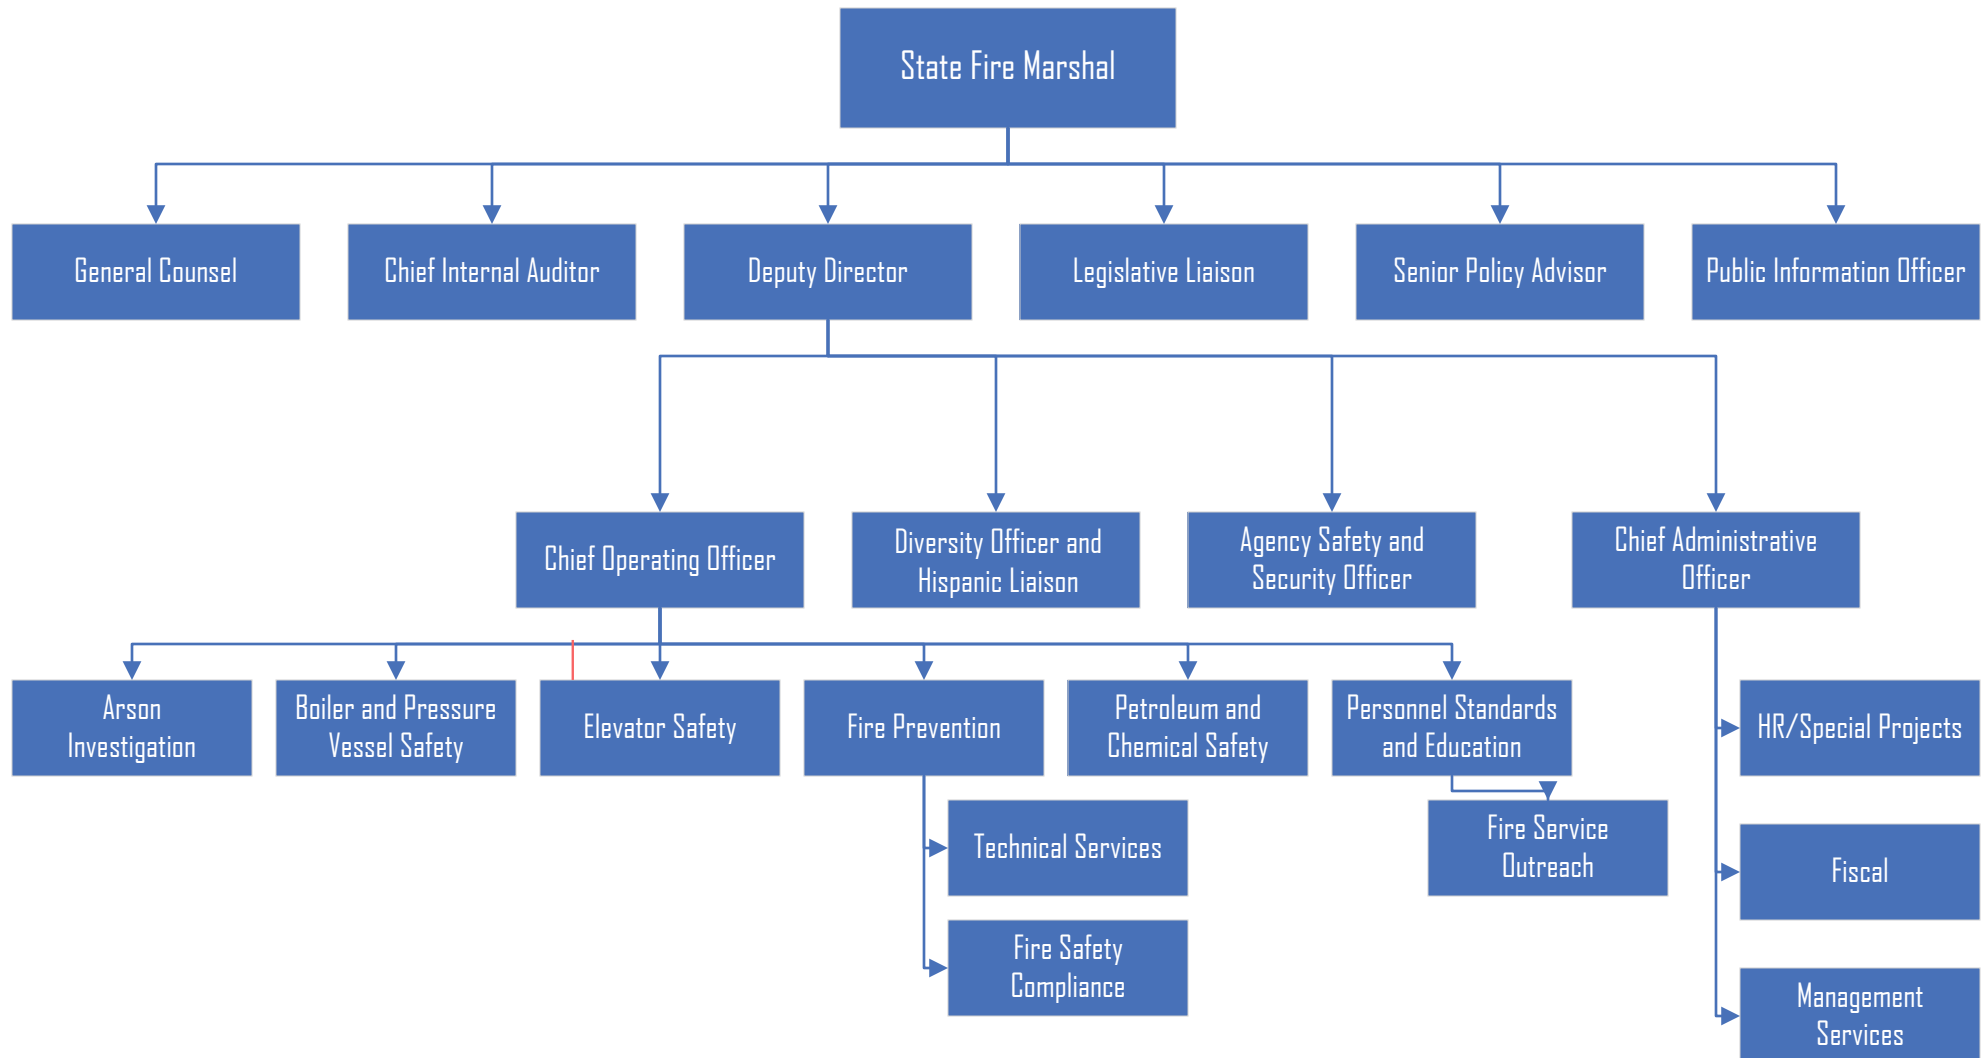 State Fire Marshal
General Counsel
Chief Internal Auditor
Deputy Director
Legislative Liaison
Senior Policy Advisor
Public Information Officer
Chief Operating Officer
Diversity Officer and
Hispanic Liaison
Agency Safety and
Security Officer
Chief Administrative
Officer
Arson
Investigation
Boiler and Pressure
Vessel Safety
Elevator Safety
Fire Prevention
Petroleum and
Chemical Safety
Personnel Standards
and Education
HR/Special Projects
Technical Services
Fire Service
Outreach
Fiscal
Fire Safety
Compliance
Management
Services